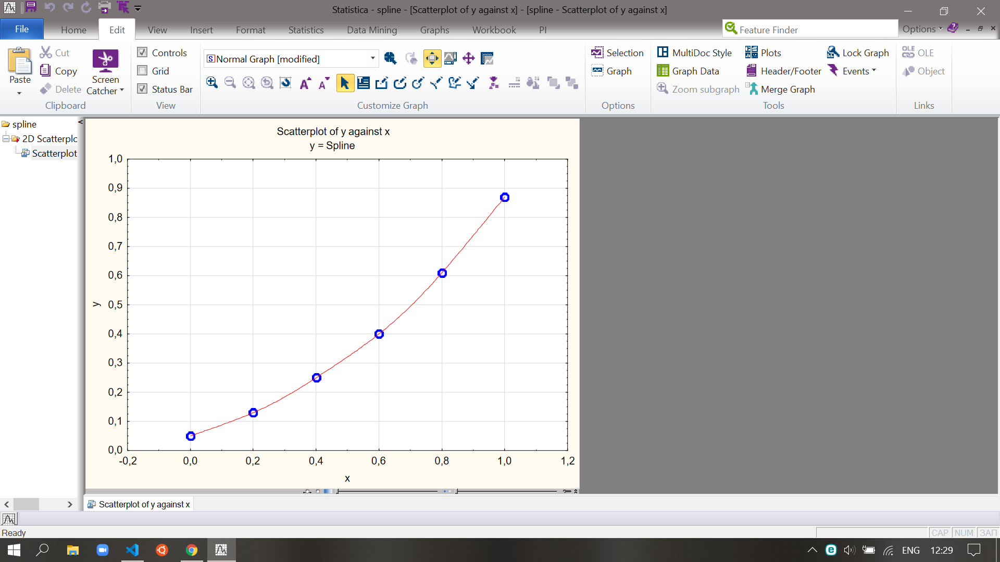 Statistica - spline - [Scatterplot of y against x] - [spline - Scatterplot of y against x]
File Home Edit View Insert Format Statistics Data Mining Graphs Workbook PI Feature Finder Options
Paste
Cut
Copy
Delete
Screen
Catcher
Clipboard
Controls
Grid
Status Bar
View
Normal Graph [modified]
Customize Graph
Selection
Graph
Options
MultiDoc Style
Graph Data
Zoom subgraph
Plots
Header/Footer
Merge Graph
Lock Graph
Events
Tools
OLE
Object
Links
spline
2D Scatterplc
Scatterplot
Scatterplot of y against x
y = Spline
1,0
0,9
0,8
0,7
0,6
0,5
0,4
0,3
0,2
0,1
0,0
y
-0,2 0,0 0,2 0,4 0,6 0,8 1,0 1,2
x
Scatterplot of y against x
Ready
CAP NUM ЗАП
ENG 12:29